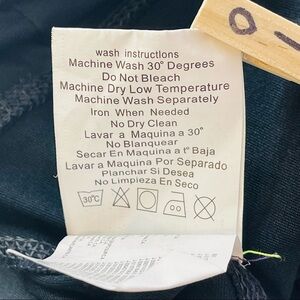 wash instructions
Machine Wash 30° Degrees
Do Not Bleach
Machine Dry Low Temperature
Machine Wash Separately
Iron When Needed
No Dry Clean
Lavar a Maquina a 30°
No Blanquear
Secar En Maquina a t° Baja
Lavar a Maquina Por Separado
Planchar Si Desea
No Limpieza En Seco
30°C